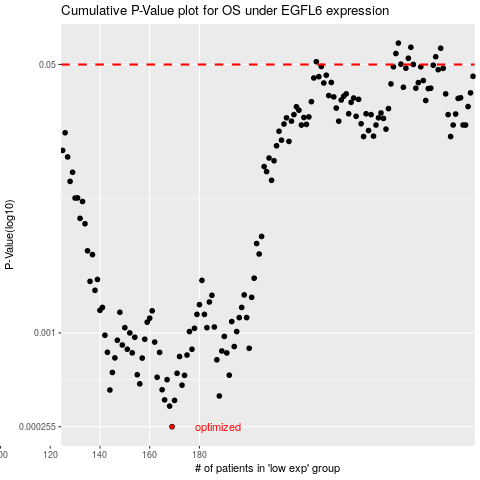 Cumulative P-Value plot for OS under EGFL6 expression
P-Value(log10)
0.05
0.001
0.000255
optimized
00 120 140 160 180
# of patients in 'low exp' group